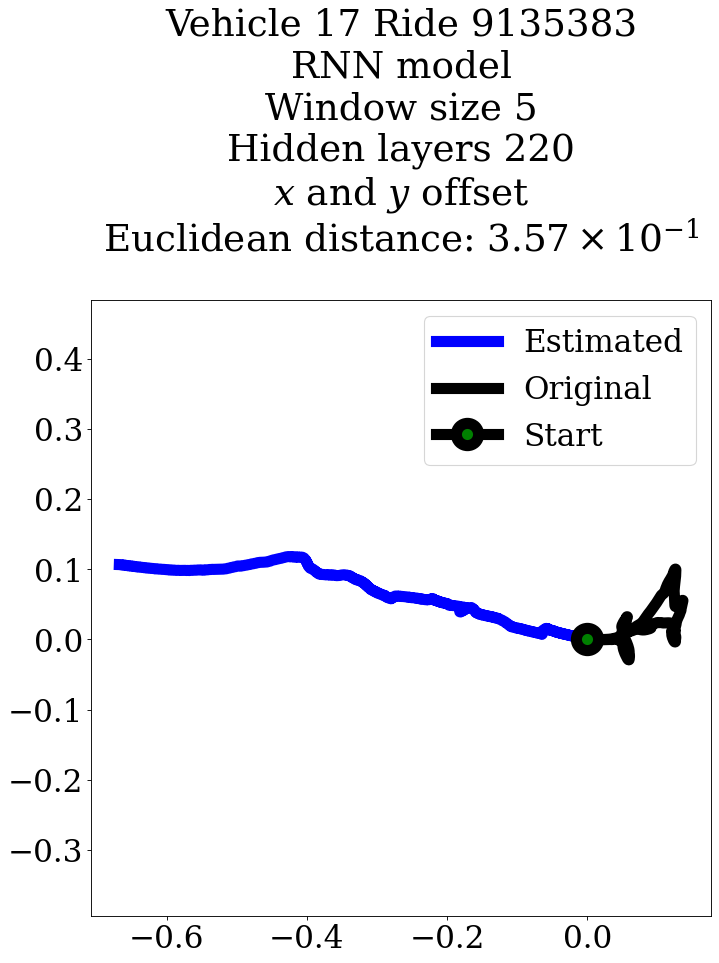 Vehicle 17 Ride 9135383
RNN model
Window size 5
Hidden layers 220
x and y offset
Euclidean distance: 3.57 × 10⁻¹
Estimated
Original
Start
0.4
0.3
0.2
0.1
0.0
−0.1
−0.2
−0.3
−0.6 −0.4 −0.2 0.0